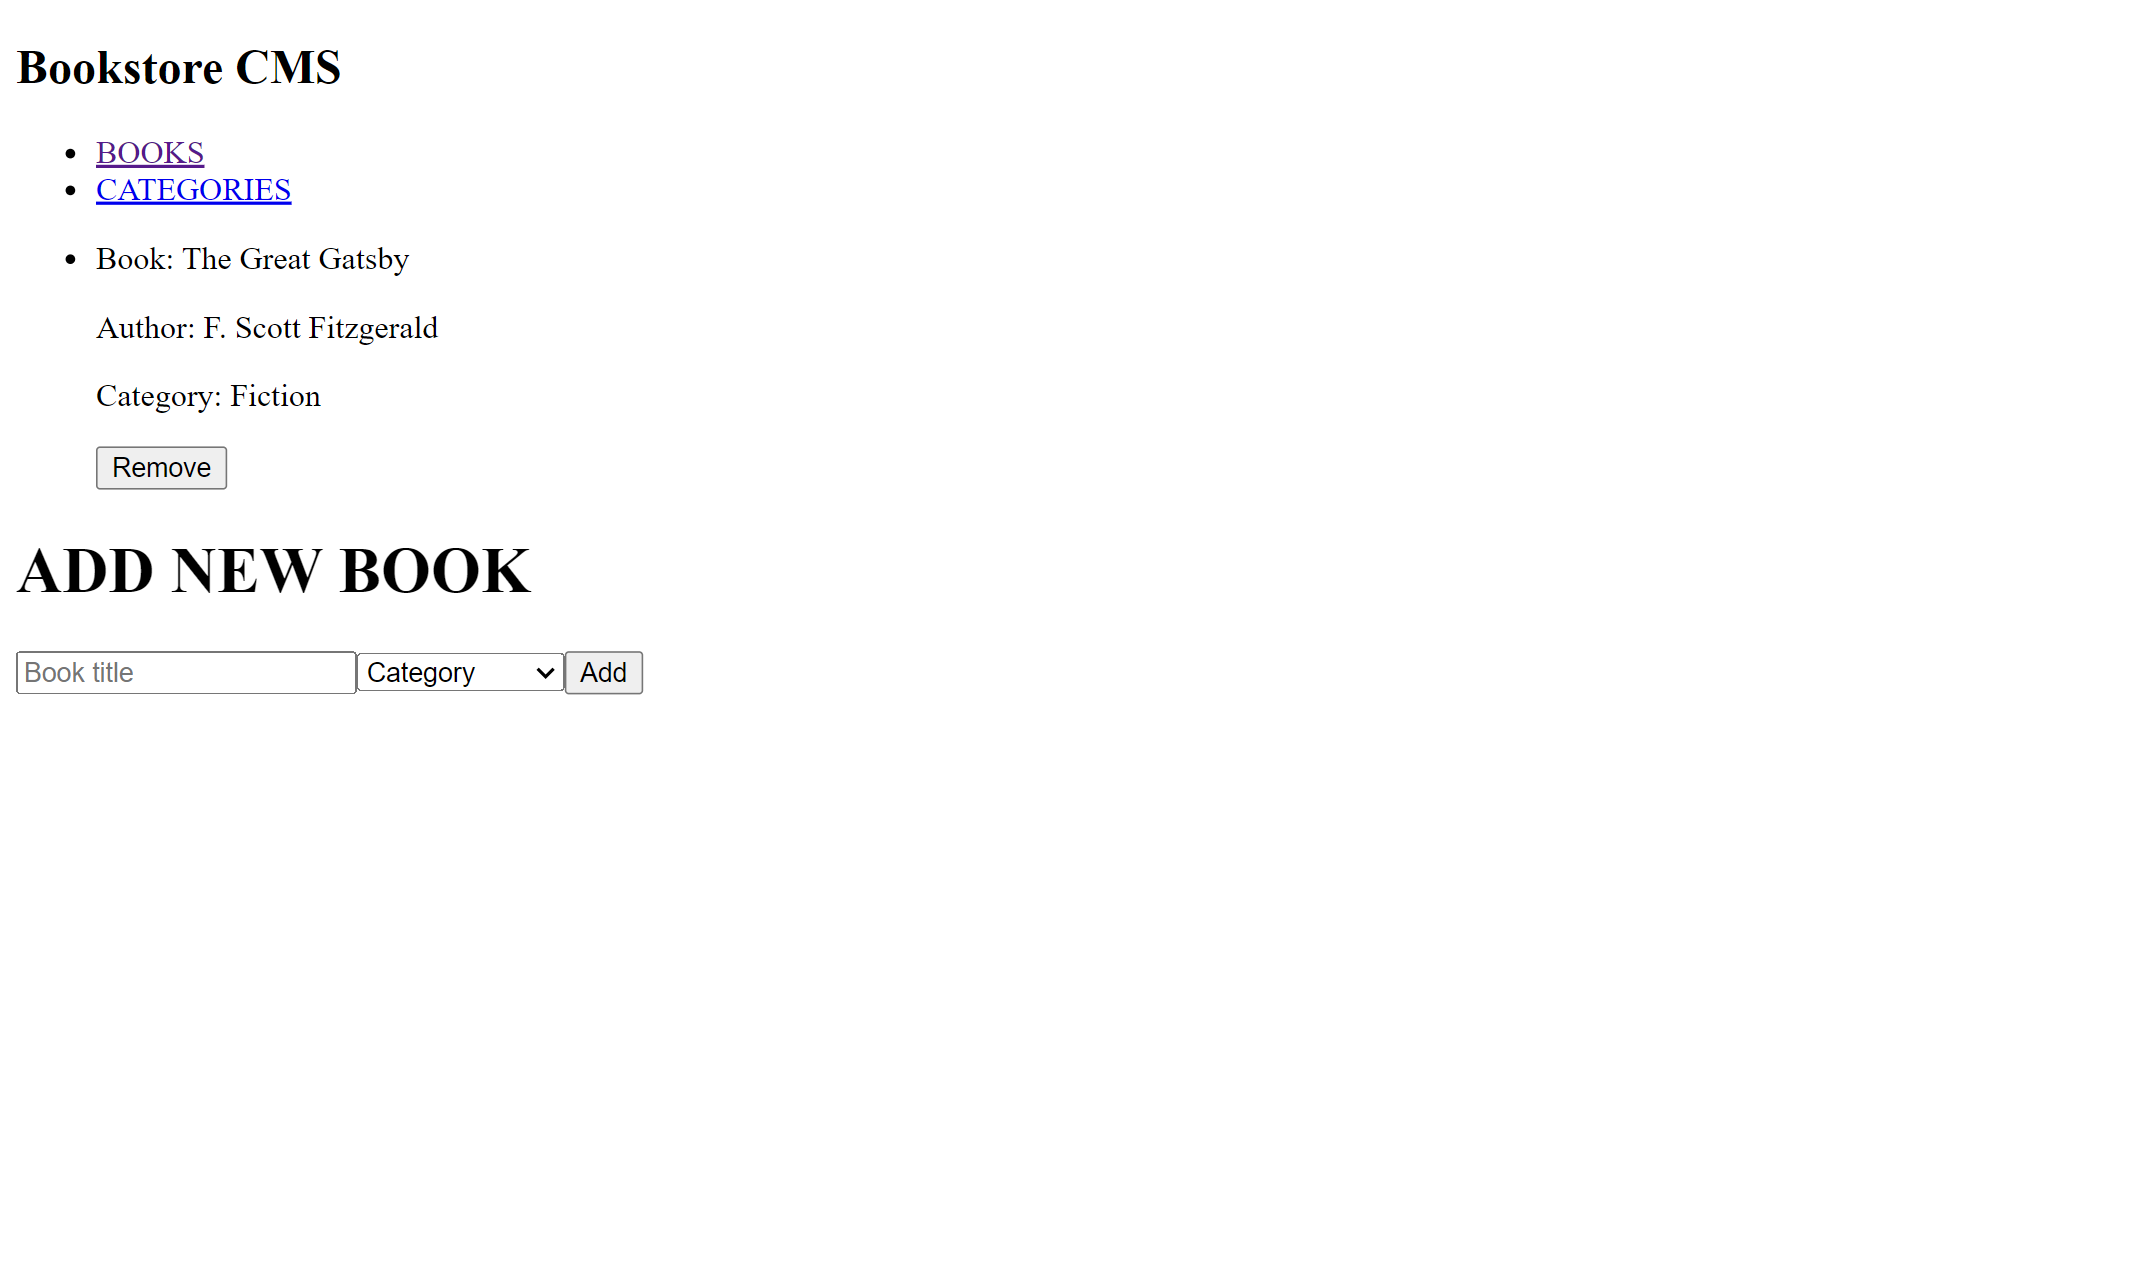 Bookstore CMS
BOOKS
CATEGORIES
Book: The Great Gatsby
Author: F. Scott Fitzgerald
Category: Fiction
Remove
ADD NEW BOOK
Book title Category Add